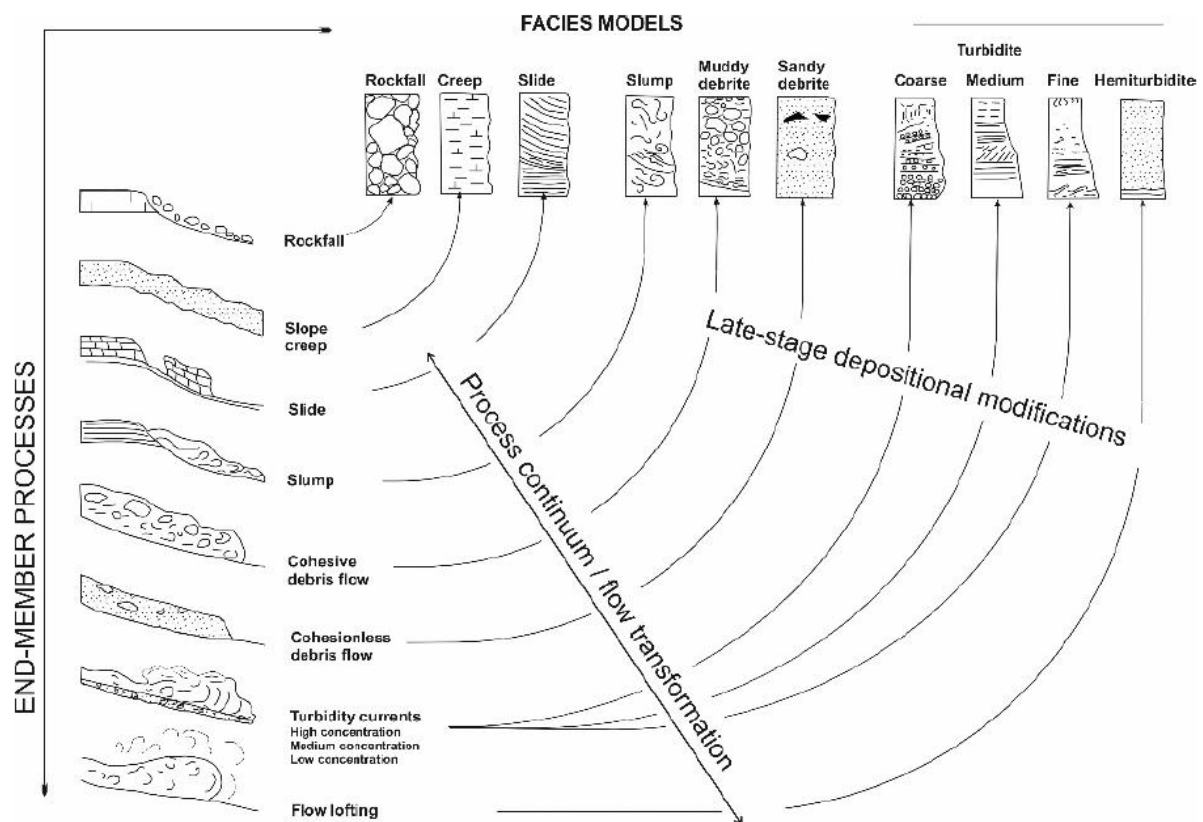 FACIES MODELS
Turbidite
Rockfall
Creep
Slide
Slump
Muddy
debrite
Sandy
debrite
Coarse
Medium
Fine
Hemiturbidite
END-MEMBER PROCESSES
Rockfall
Slope
creep
Slide
Slump
Cohesive
debris flow
Cohesionless
debris flow
Turbidity currents
High concentration
Medium concentration
Low concentration
Flow lofting
Process continuum / flow transformation
Late-stage depositional modifications